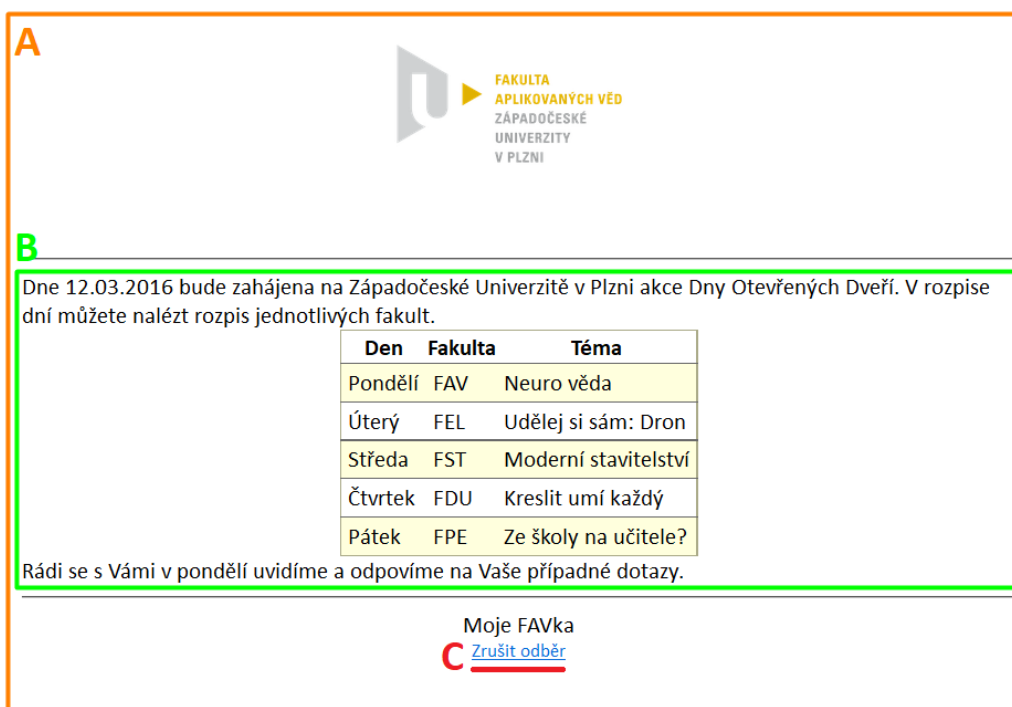 A
FAKULTA
APLIKOVANÝCH VĚD
ZÁPADOČESKÉ
UNIVERZITY
V PLZNI
B
Dne 12.03.2016 bude zahájena na Západočeské Univerzitě v Plzni akce Dny Otevřených Dveří. V rozpise
dní můžete nalézt rozpis jednotlivých fakult.
Den Fakulta Téma
Pondělí FAV Neuro věda
Úterý FEL Udělej si sám: Dron
Středa FST Moderní stavitelství
Čtvrtek FDU Kreslit umí každý
Pátek FPE Ze školy na učitele?
Rádi se s Vámi v pondělí uvidíme a odpovíme na Vaše případné dotazy.
Moje FAVka
C Zrušit odběr